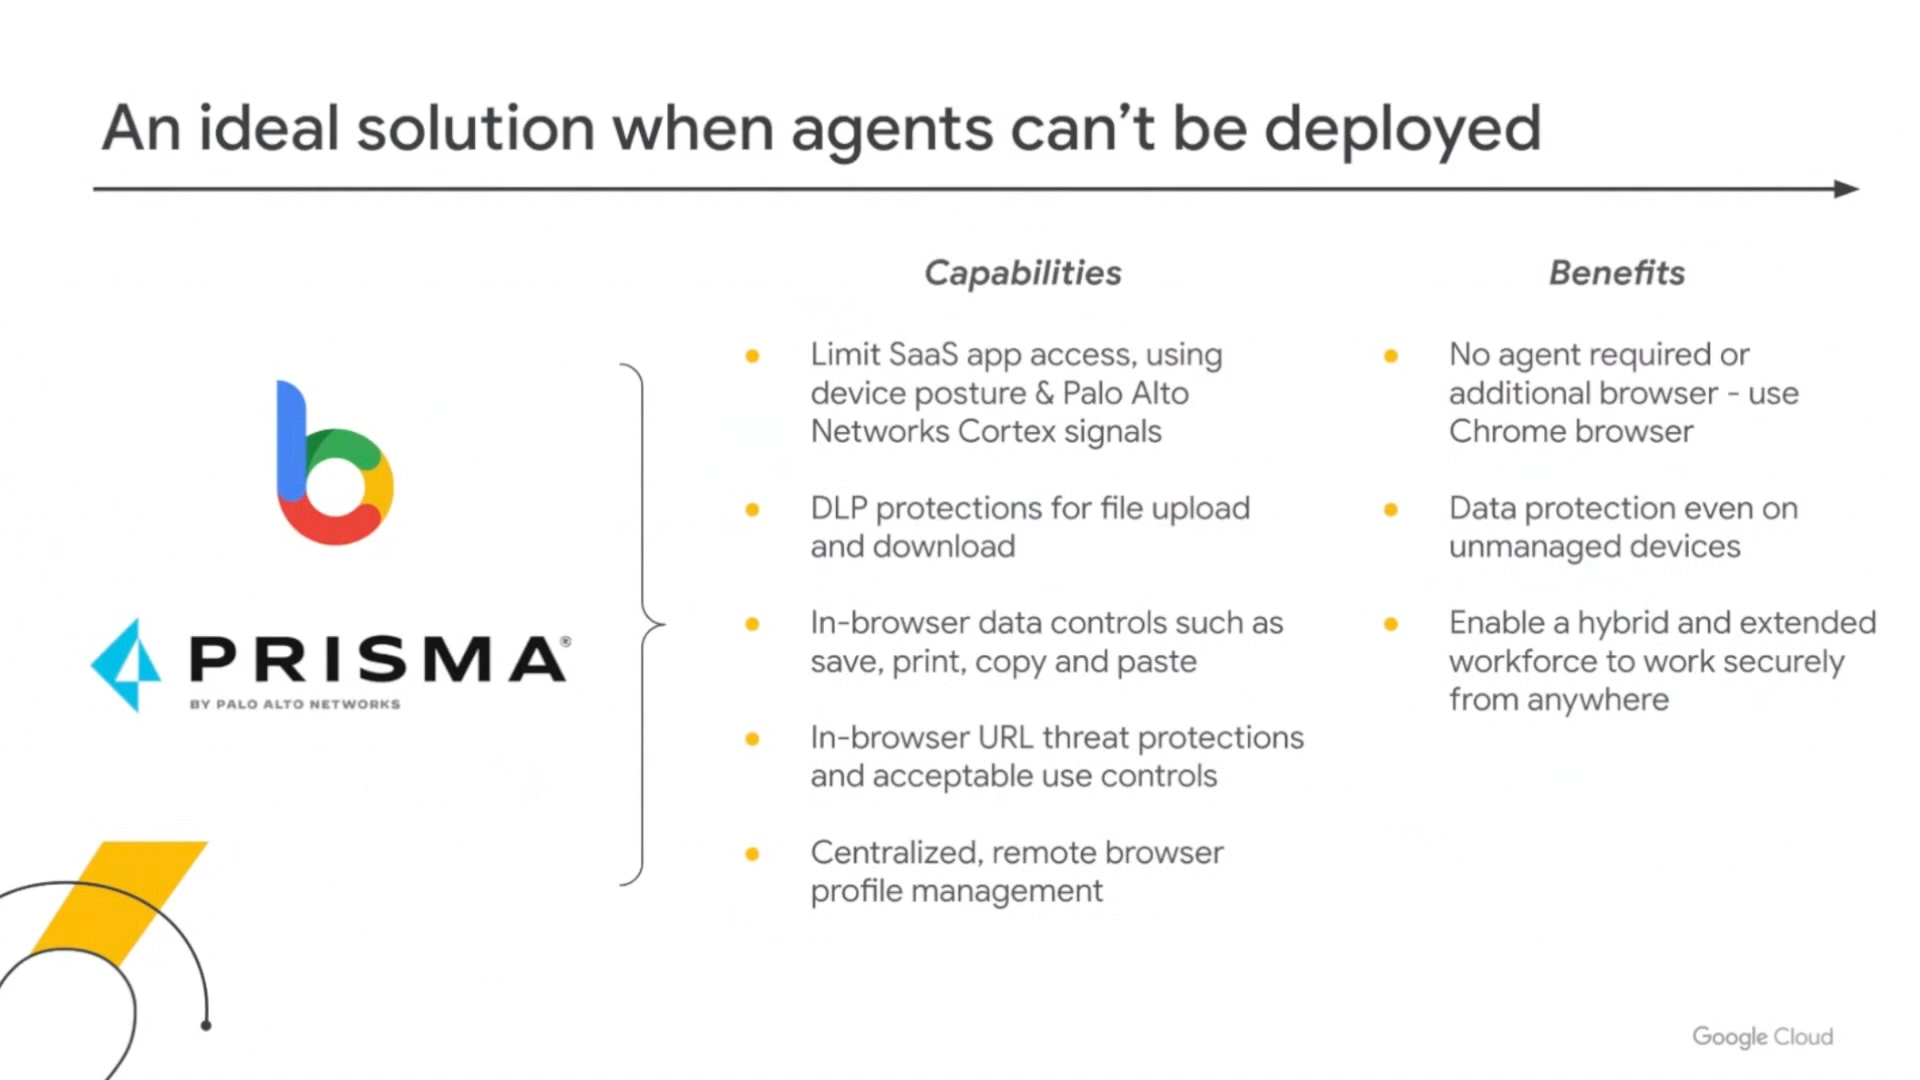 An ideal solution when agents can’t be deployed
Capabilities
Limit SaaS app access, using
device posture & Palo Alto
Networks Cortex signals
DLP protections for file upload
and download
In-browser data controls such as
save, print, copy and paste
In-browser URL threat protections
and acceptable use controls
Centralized, remote browser
profile management
Benefits
No agent required or
additional browser - use
Chrome browser
Data protection even on
unmanaged devices
Enable a hybrid and extended
workforce to work securely
from anywhere
b
PRISMA®
BY PALO ALTO NETWORKS
Google Cloud